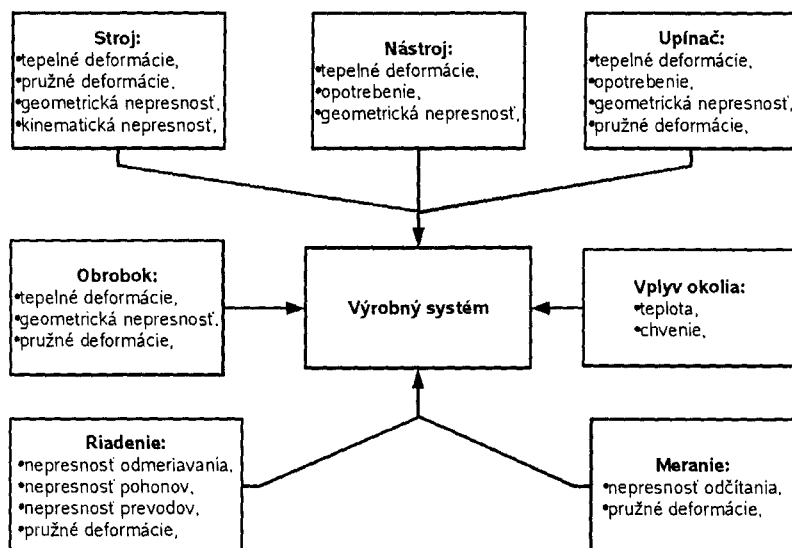 Stroj:
•tepelné deformácie,
•pružné deformácie,
•geometrická nepresnosť,
•kinematická nepresnosť,
Nástroj:
•tepelné deformácie,
•opotrebenie,
•geometrická nepresnosť,
Upínač:
•tepelné deformácie,
•opotrebenie,
•geometrická nepresnosť,
•pružné deformácie,
Obrobok:
•tepelné deformácie,
•geometrická nepresnosť.
•pružné deformácie,
Výrobný systém
Vplyv okolia:
•teplota,
•chvenie,
Riadenie:
•nepresnosť odmeriavania,
•nepresnosť pohonov,
•nepresnosť prevodov,
•pružné deformácie,
Meranie:
•nepresnosť odčítania,
•pružné deformácie,